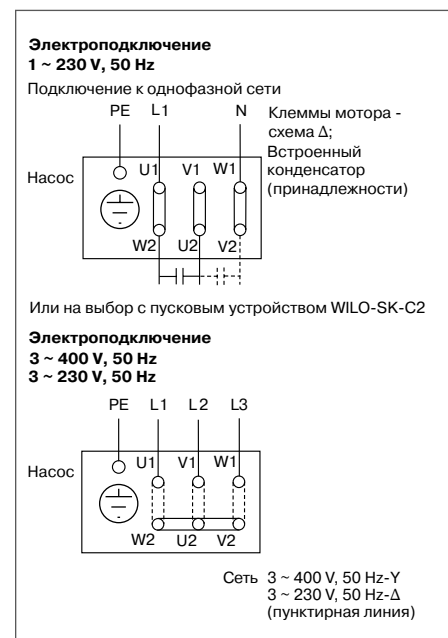 Электроподключение
1 ~ 230 V, 50 Hz
Подключение к однофазной сети
PE L1 N
Клеммы мотора -
схема Δ;
Встроенный
конденсатор
(принадлежности)
Насос
U1 V1 W1
W2 U2 V2
Или на выбор с пусковым устройством WILO-SK-C2
Электроподключение
3 ~ 400 V, 50 Hz
3 ~ 230 V, 50 Hz
PE L1 L2 L3
Насос
U1 V1 W1
W2 U2 V2
Сеть 3 ~ 400 V, 50 Hz-Y
3 ~ 230 V, 50 Hz-Δ
(пунктирная линия)